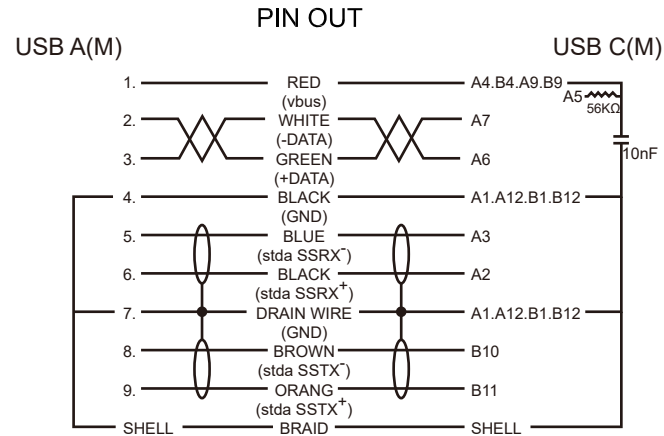 PIN OUT
USB A(M) USB C(M)
1. RED A4.B4.A9.B9
(vbus) A5
56KΩ
2. WHITE A7
(-DATA)
10nF
3. GREEN A6
(+DATA)
4. BLACK A1.A12.B1.B12
(GND)
5. BLUE A3
(stda SSRX-)
6. BLACK A2
(stda SSRX+)
7. DRAIN WIRE A1.A12.B1.B12
(GND)
8. BROWN B10
(stda SSTX-)
9. ORANG B11
(stda SSTX+)
SHELL BRAID SHELL